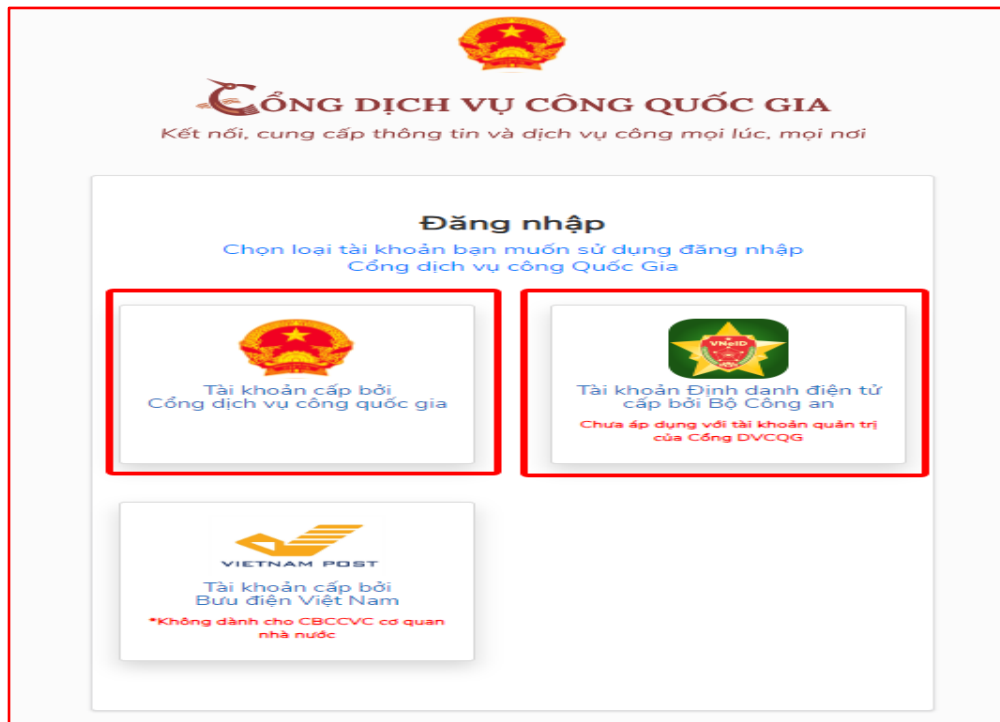 CỔNG DỊCH VỤ CÔNG QUỐC GIA
Kết nối, cung cấp thông tin và dịch vụ công mọi lúc, mọi nơi
Đăng nhập
Chọn loại tài khoản bạn muốn sử dụng đăng nhập
Cổng dịch vụ công Quốc Gia
Tài khoản cấp bởi
Cổng dịch vụ công quốc gia
VNeID
Tài khoản Định danh điện tử
cấp bởi Bộ Công an
Chưa áp dụng với tài khoản quản trị
của Cổng DVCQG
VIETNAM POST
Tài khoản cấp bởi
Bưu điện Việt Nam
*Không dành cho CBCCVC cơ quan
nhà nước